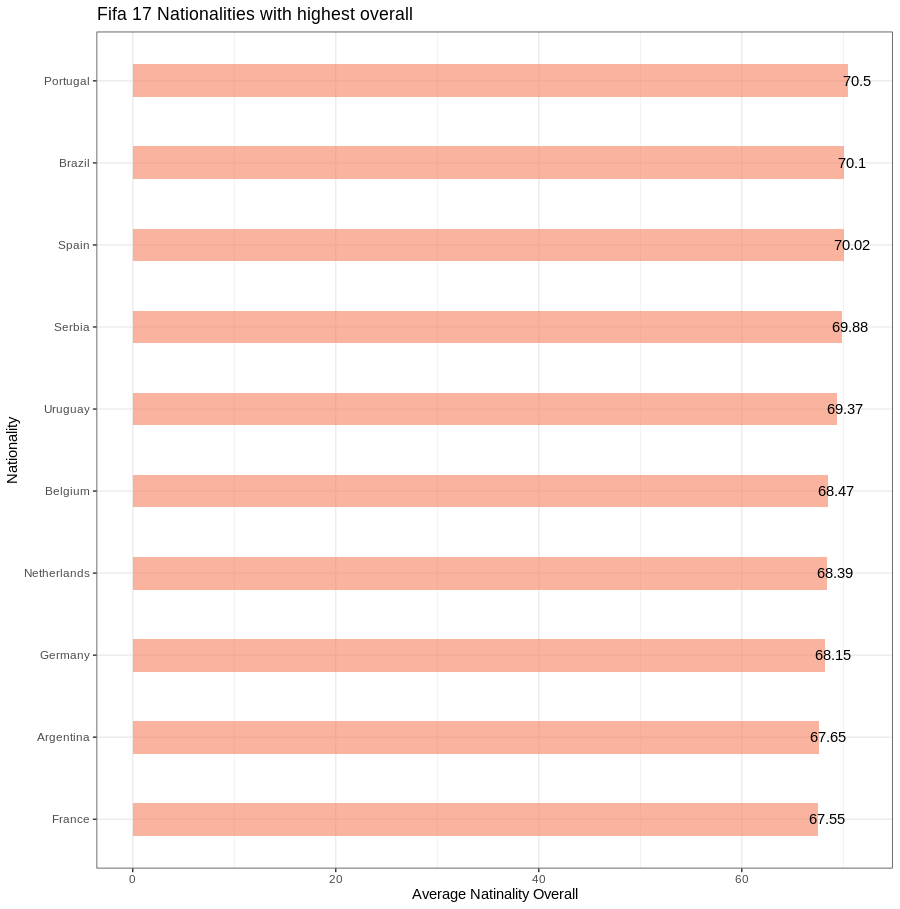 Fifa 17 Nationalities with highest overall
Nationality
Portugal 70.5
Brazil 70.1
Spain 70.02
Serbia 69.88
Uruguay 69.37
Belgium 68.47
Netherlands 68.39
Germany 68.15
Argentina 67.65
France 67.55
0 20 40 60
Average Natinality Overall